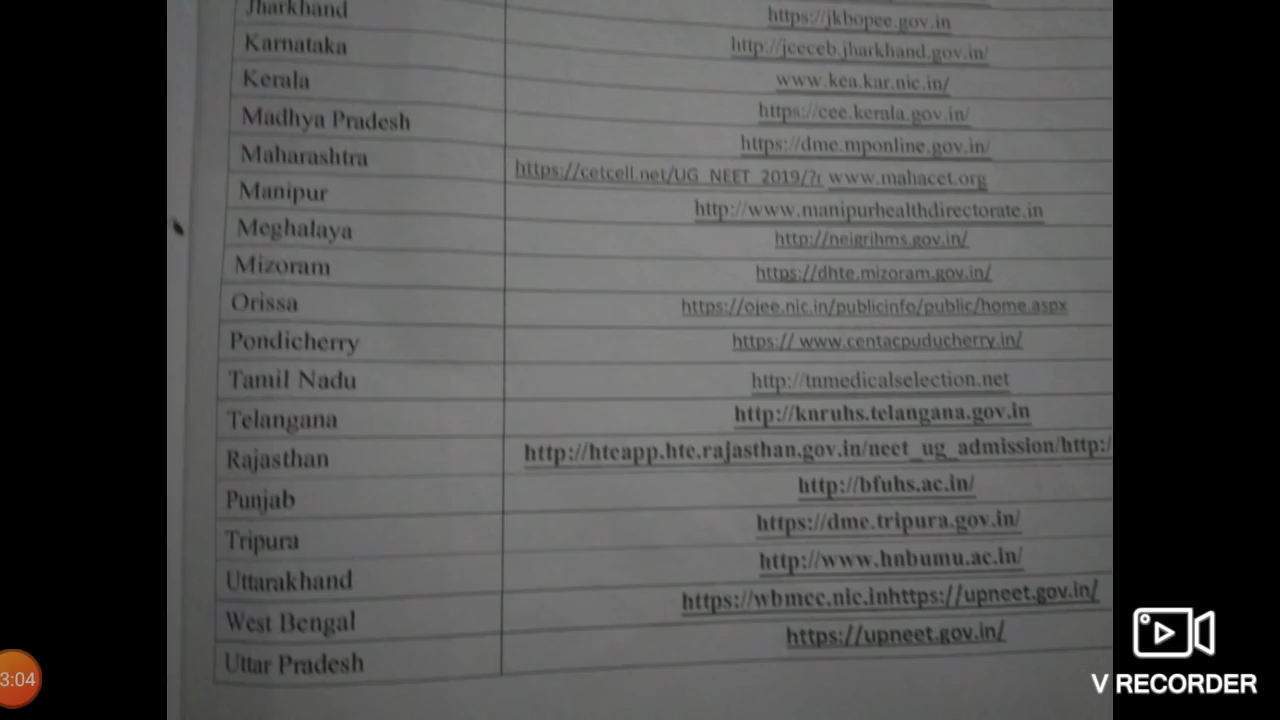 Jharkhand https://jkbopee.gov.in
Karnataka http://jceceb.jharkhand.gov.in/
Kerala www.kea.kar.nic.in/
Madhya Pradesh https://cee.kerala.gov.in/
Maharashtra https://dme.mponline.gov.in/
Manipur https://cetcell.net/UG_NEET_2019/?r www.mahacet.org
Meghalaya http://www.manipurhealthdirectorate.in
Mizoram http://neigrihms.gov.in/
Orissa https://dhte.mizoram.gov.in/
Pondicherry https://ojee.nic.in/publicinfo/public/home.aspx
Tamil Nadu https:// www.centacpuducherry.in/
Telangana http://tnmedicalselection.net
Rajasthan http://knruhs.telangana.gov.in
Punjab http://hteapp.hte.rajasthan.gov.in/neet_ug_admission/http:/
Tripura http://bfuhs.ac.in/
Uttarakhand https://dme.tripura.gov.in/
West Bengal http://www.hnbumu.ac.in/
Uttar Pradesh https://wbmcc.nic.inhttps://upneet.gov.in/
https://upneet.gov.in/
3:04
V RECORDER